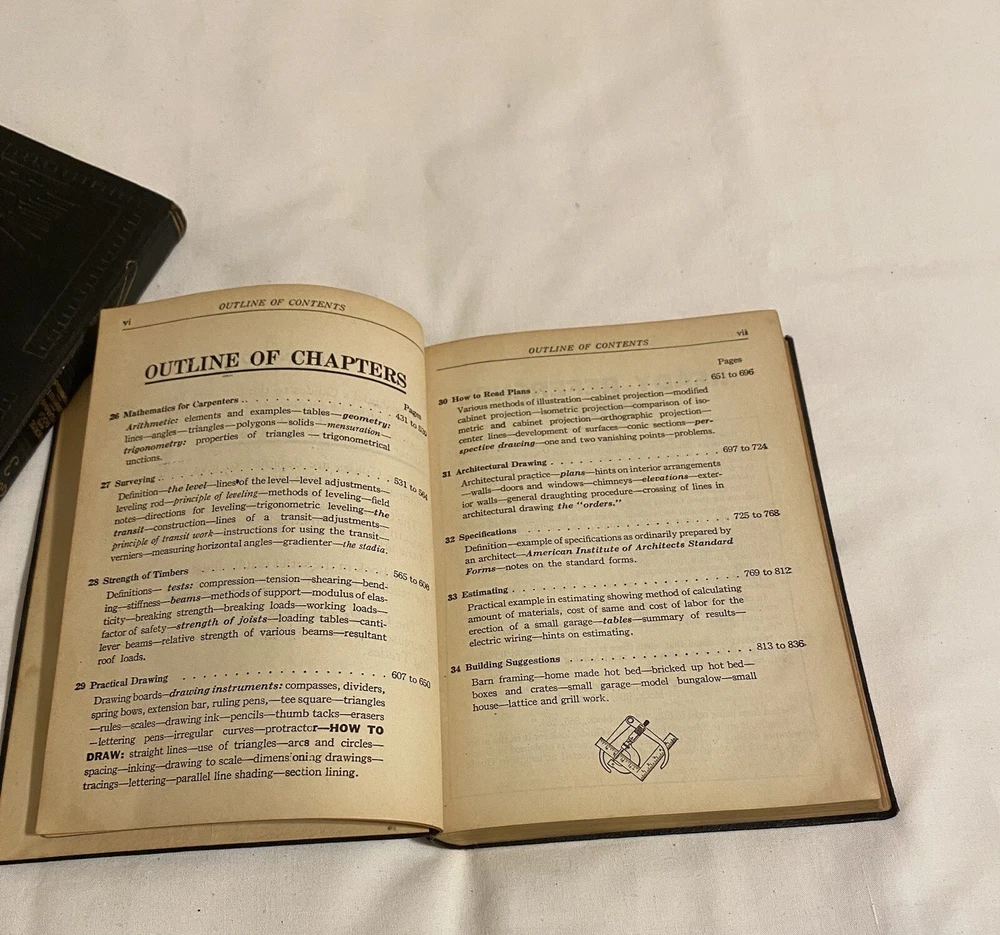 vi
OUTLINE OF CONTENTS
OUTLINE OF CHAPTERS
Pages
26 Mathematics for Carpenters . . . . . . . . . . . . . 431 to
Arithmetic: elements and examples—tables—geometry:
lines—angles—triangles—polygons—solids—mensuration—
trigonometry: properties of triangles — trigonometrical
unctions.
27 Surveying . . . . . . . . . . . . . . . . . . . . 531 to 564
Definition—the level—lines of the level—level adjustments—
leveling rod—principle of leveling—methods of leveling—field
notes—directions for leveling—trigonometric leveling—the
transit—construction—lines of a transit—adjustments—
principle of transit work—instructions for using the transit—
verniers—measuring horizontal angles—gradienter—the stadia.
28 Strength of Timbers . . . . . . . . . . . . . . . . 565 to 606
Definitions— tests: compression—tension—shearing—bend-
ing—stiffness—beams—methods of support—modulus of elas-
ticity—breaking strength—breaking loads—working loads—
factor of safety—strength of joists—loading tables—canti-
lever beams—relative strength of various beams—resultant
roof loads.
29 Practical Drawing . . . . . . . . . . . . . . . . . 607 to 650
Drawing boards—drawing instruments: compasses, dividers,
spring bows, extension bar, ruling pens,—tee square—triangles
—rules—scales—drawing ink—pencils—thumb tacks—erasers
—lettering pens—irregular curves—protractor—HOW TO
DRAW: straight lines—use of triangles—arcs and circles—
spacing—inking—drawing to scale—dimensioning drawings—
tracings—lettering—parallel line shading—section lining.
OUTLINE OF CONTENTS
vii
Pages
30 How to Read Plans . . . . . . . . . . . . . . . . . 651 to 696
Various methods of illustration—cabinet projection—modified
cabinet projection—isometric projection—comparison of iso-
metric and cabinet projection—orthographic projection—
center lines—development of surfaces—conic sections—per-
spective drawing—one and two vanishing points—problems.
31 Architectural Drawing . . . . . . . . . . . . . . . 697 to 724
Architectural practice—plans—hints on interior arrangements
—walls—doors and windows—chimneys—elevations—exter-
ior walls—general draughting procedure—crossing of lines in
architectural drawing the "orders."
32 Specifications . . . . . . . . . . . . . . . . . . 725 to 768
Definition—example of specifications as ordinarily prepared by
an architect—American Institute of Architects Standard
Forms—notes on the standard forms.
33 Estimating . . . . . . . . . . . . . . . . . . . . 769 to 812
Practical example in estimating showing method of calculating
amount of materials, cost of same and cost of labor for the
erection of a small garage—tables—summary of results—
electric wiring—hints on estimating.
34 Building Suggestions . . . . . . . . . . . . . . . 813 to 836
Barn framing—home made hot bed—bricked up hot bed—
boxes and crates—small garage—model bungalow—small
house—lattice and grill work.